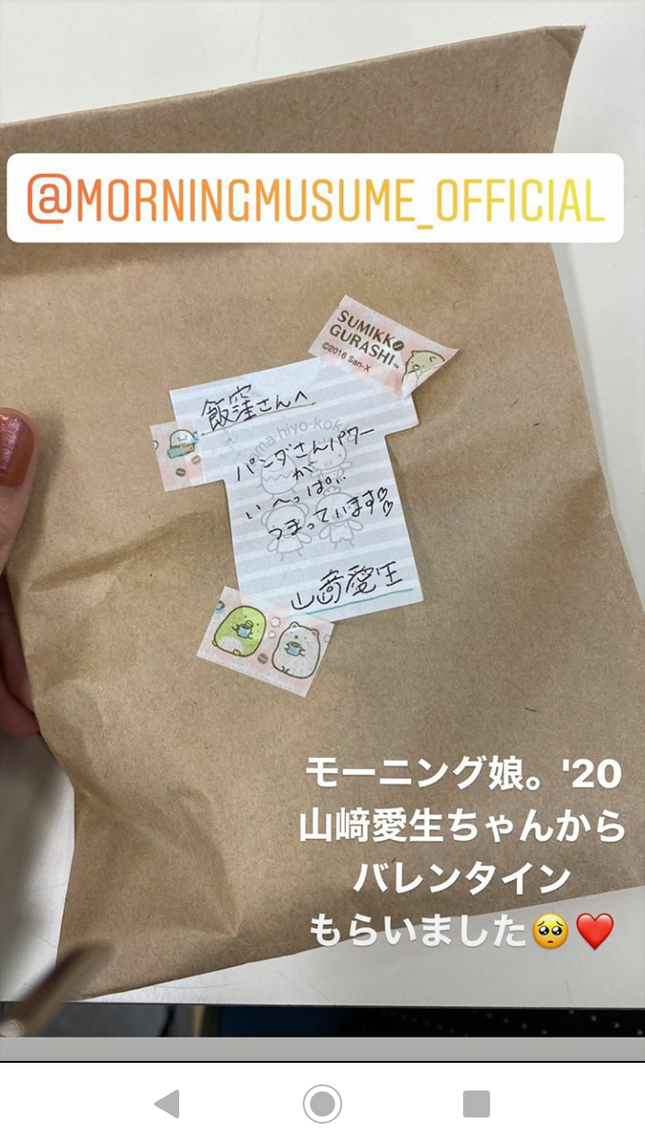 @MORNINGMUSUME_OFFICIAL
SUMIKKO
GURASHI™
©2016 San-X
飯窪さんへ
パンダさんパワー
が
いっぱい
つまっています
山﨑愛生
モーニング娘。'20
山﨑愛生ちゃんから
バレンタイン
もらいました🥺❤️